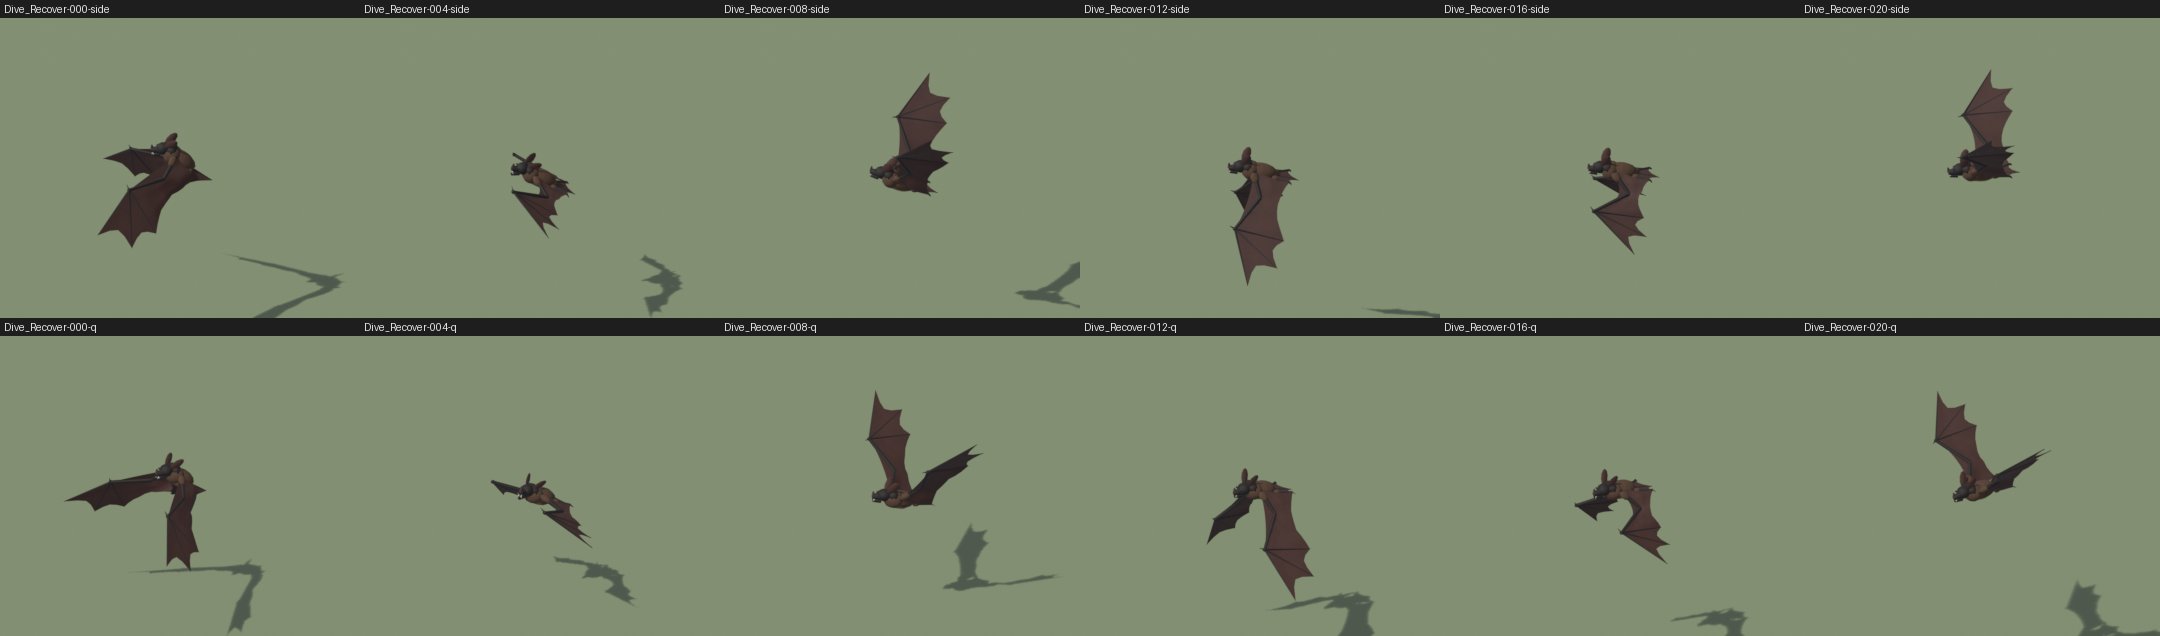 Dive_Recover-000-side
Dive_Recover-004-side
Dive_Recover-008-side
Dive_Recover-012-side
Dive_Recover-016-side
Dive_Recover-020-side
Dive_Recover-000-q
Dive_Recover-004-q
Dive_Recover-008-q
Dive_Recover-012-q
Dive_Recover-016-q
Dive_Recover-020-q